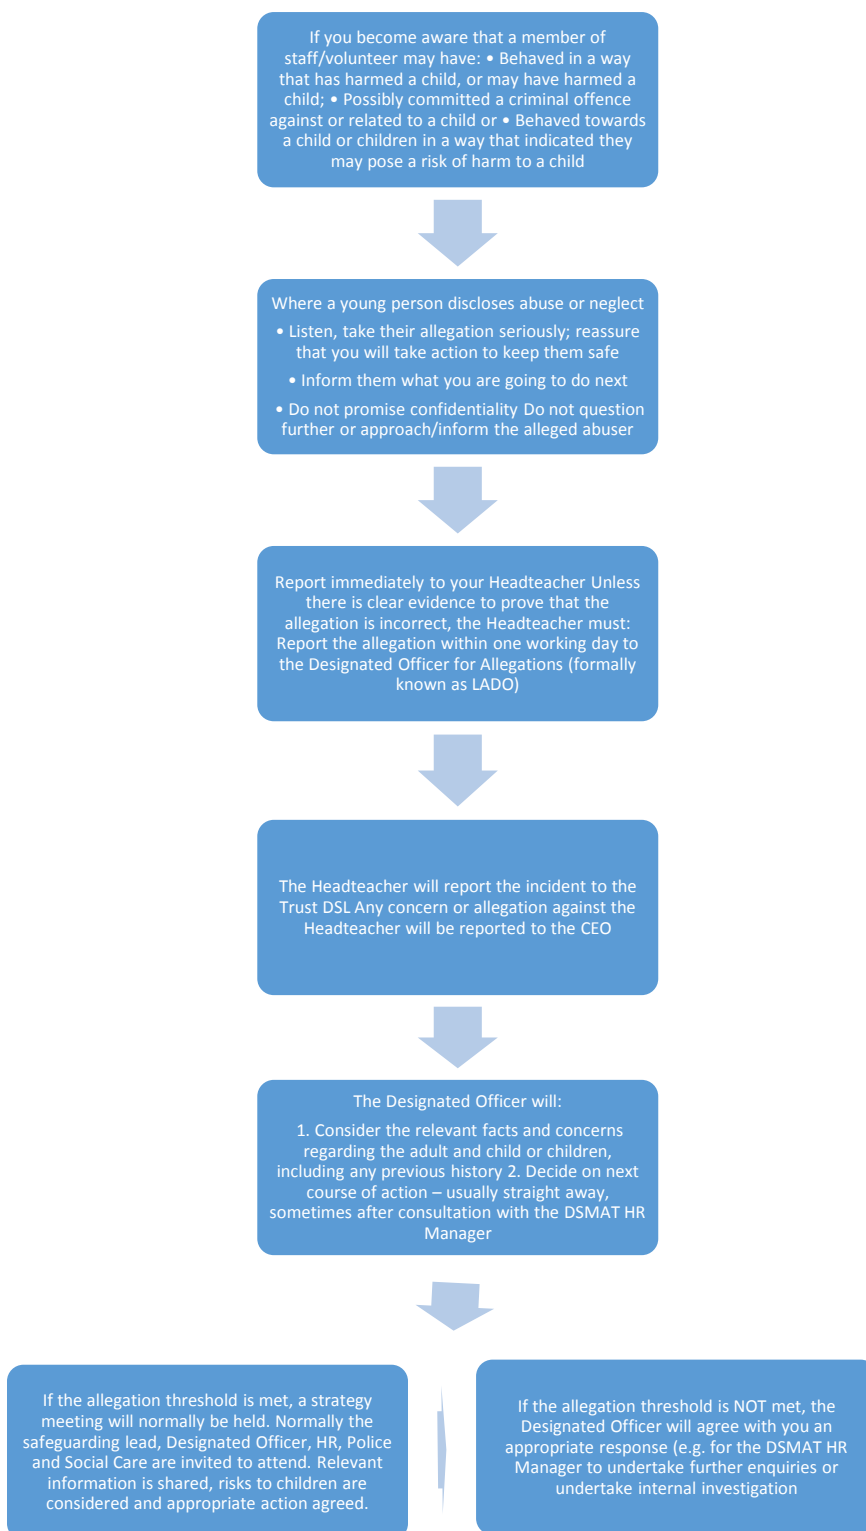 If you become aware that a member of
staff/volunteer may have: • Behaved in a way
that has harmed a child, or may have harmed a
child; • Possibly committed a criminal offence
against or related to a child or • Behaved towards
a child or children in a way that indicated they
may pose a risk of harm to a child
Where a young person discloses abuse or neglect
• Listen, take their allegation seriously; reassure
that you will take action to keep them safe
• Inform them what you are going to do next
• Do not promise confidentiality Do not question
further or approach/inform the alleged abuser
Report immediately to your Headteacher Unless
there is clear evidence to prove that the
allegation is incorrect, the Headteacher must:
Report the allegation within one working day to
the Designated Officer for Allegations (formally
known as LADO)
The Headteacher will report the incident to the
Trust DSL Any concern or allegation against the
Headteacher will be reported to the CEO
The Designated Officer will:
1. Consider the relevant facts and concerns
regarding the adult and child or children,
including any previous history 2. Decide on next
course of action – usually straight away,
sometimes after consultation with the DSMAT HR
Manager
If the allegation threshold is met, a strategy
meeting will normally be held. Normally the
safeguarding lead, Designated Officer, HR, Police
and Social Care are invited to attend. Relevant
information is shared, risks to children are
considered and appropriate action agreed.
If the allegation threshold is NOT met, the
Designated Officer will agree with you an
appropriate response (e.g. for the DSMAT HR
Manager to undertake further enquiries or
undertake internal investigation